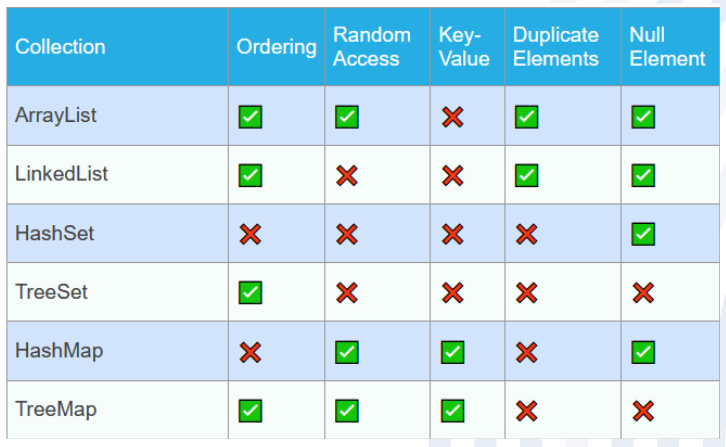 Collection Ordering Random Access Key-Value Duplicate Elements Null Element
ArrayList ✅ ✅ ❌ ✅ ✅
LinkedList ✅ ❌ ❌ ✅ ✅
HashSet ❌ ❌ ❌ ❌ ✅
TreeSet ✅ ❌ ❌ ❌ ❌
HashMap ❌ ✅ ✅ ❌ ✅
TreeMap ✅ ✅ ✅ ❌ ❌